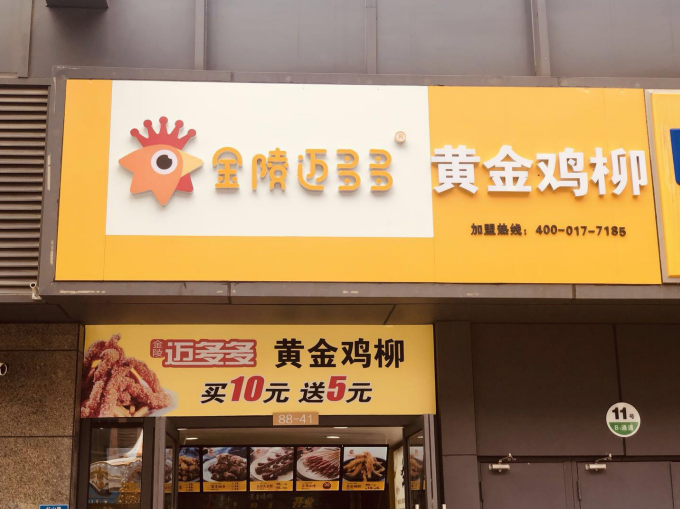 金陵迈多多
黄金鸡柳
加盟热线：400-017-7185
金陵
迈多多 黄金鸡柳
买10元 送5元
88-41
11号